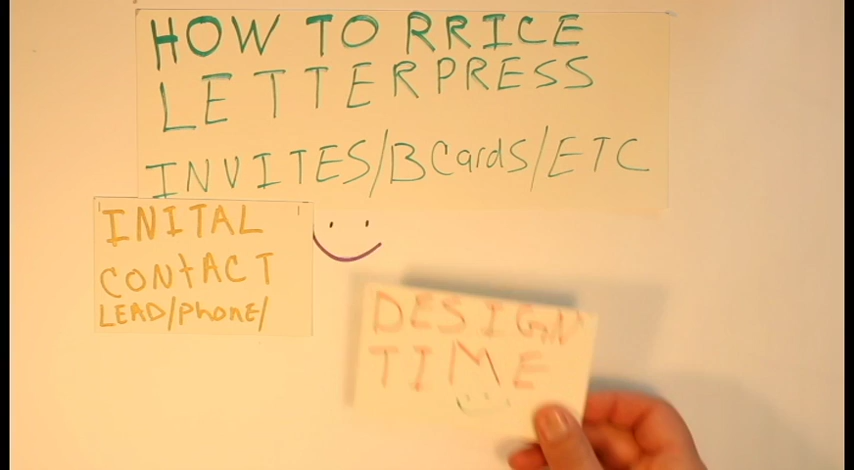 HOW TO RRICE
LETTERPRESS
INVITES/BCardS/ETC
INITAL
CONtACT
LEAD/PhonE/
DESIGN
TIME